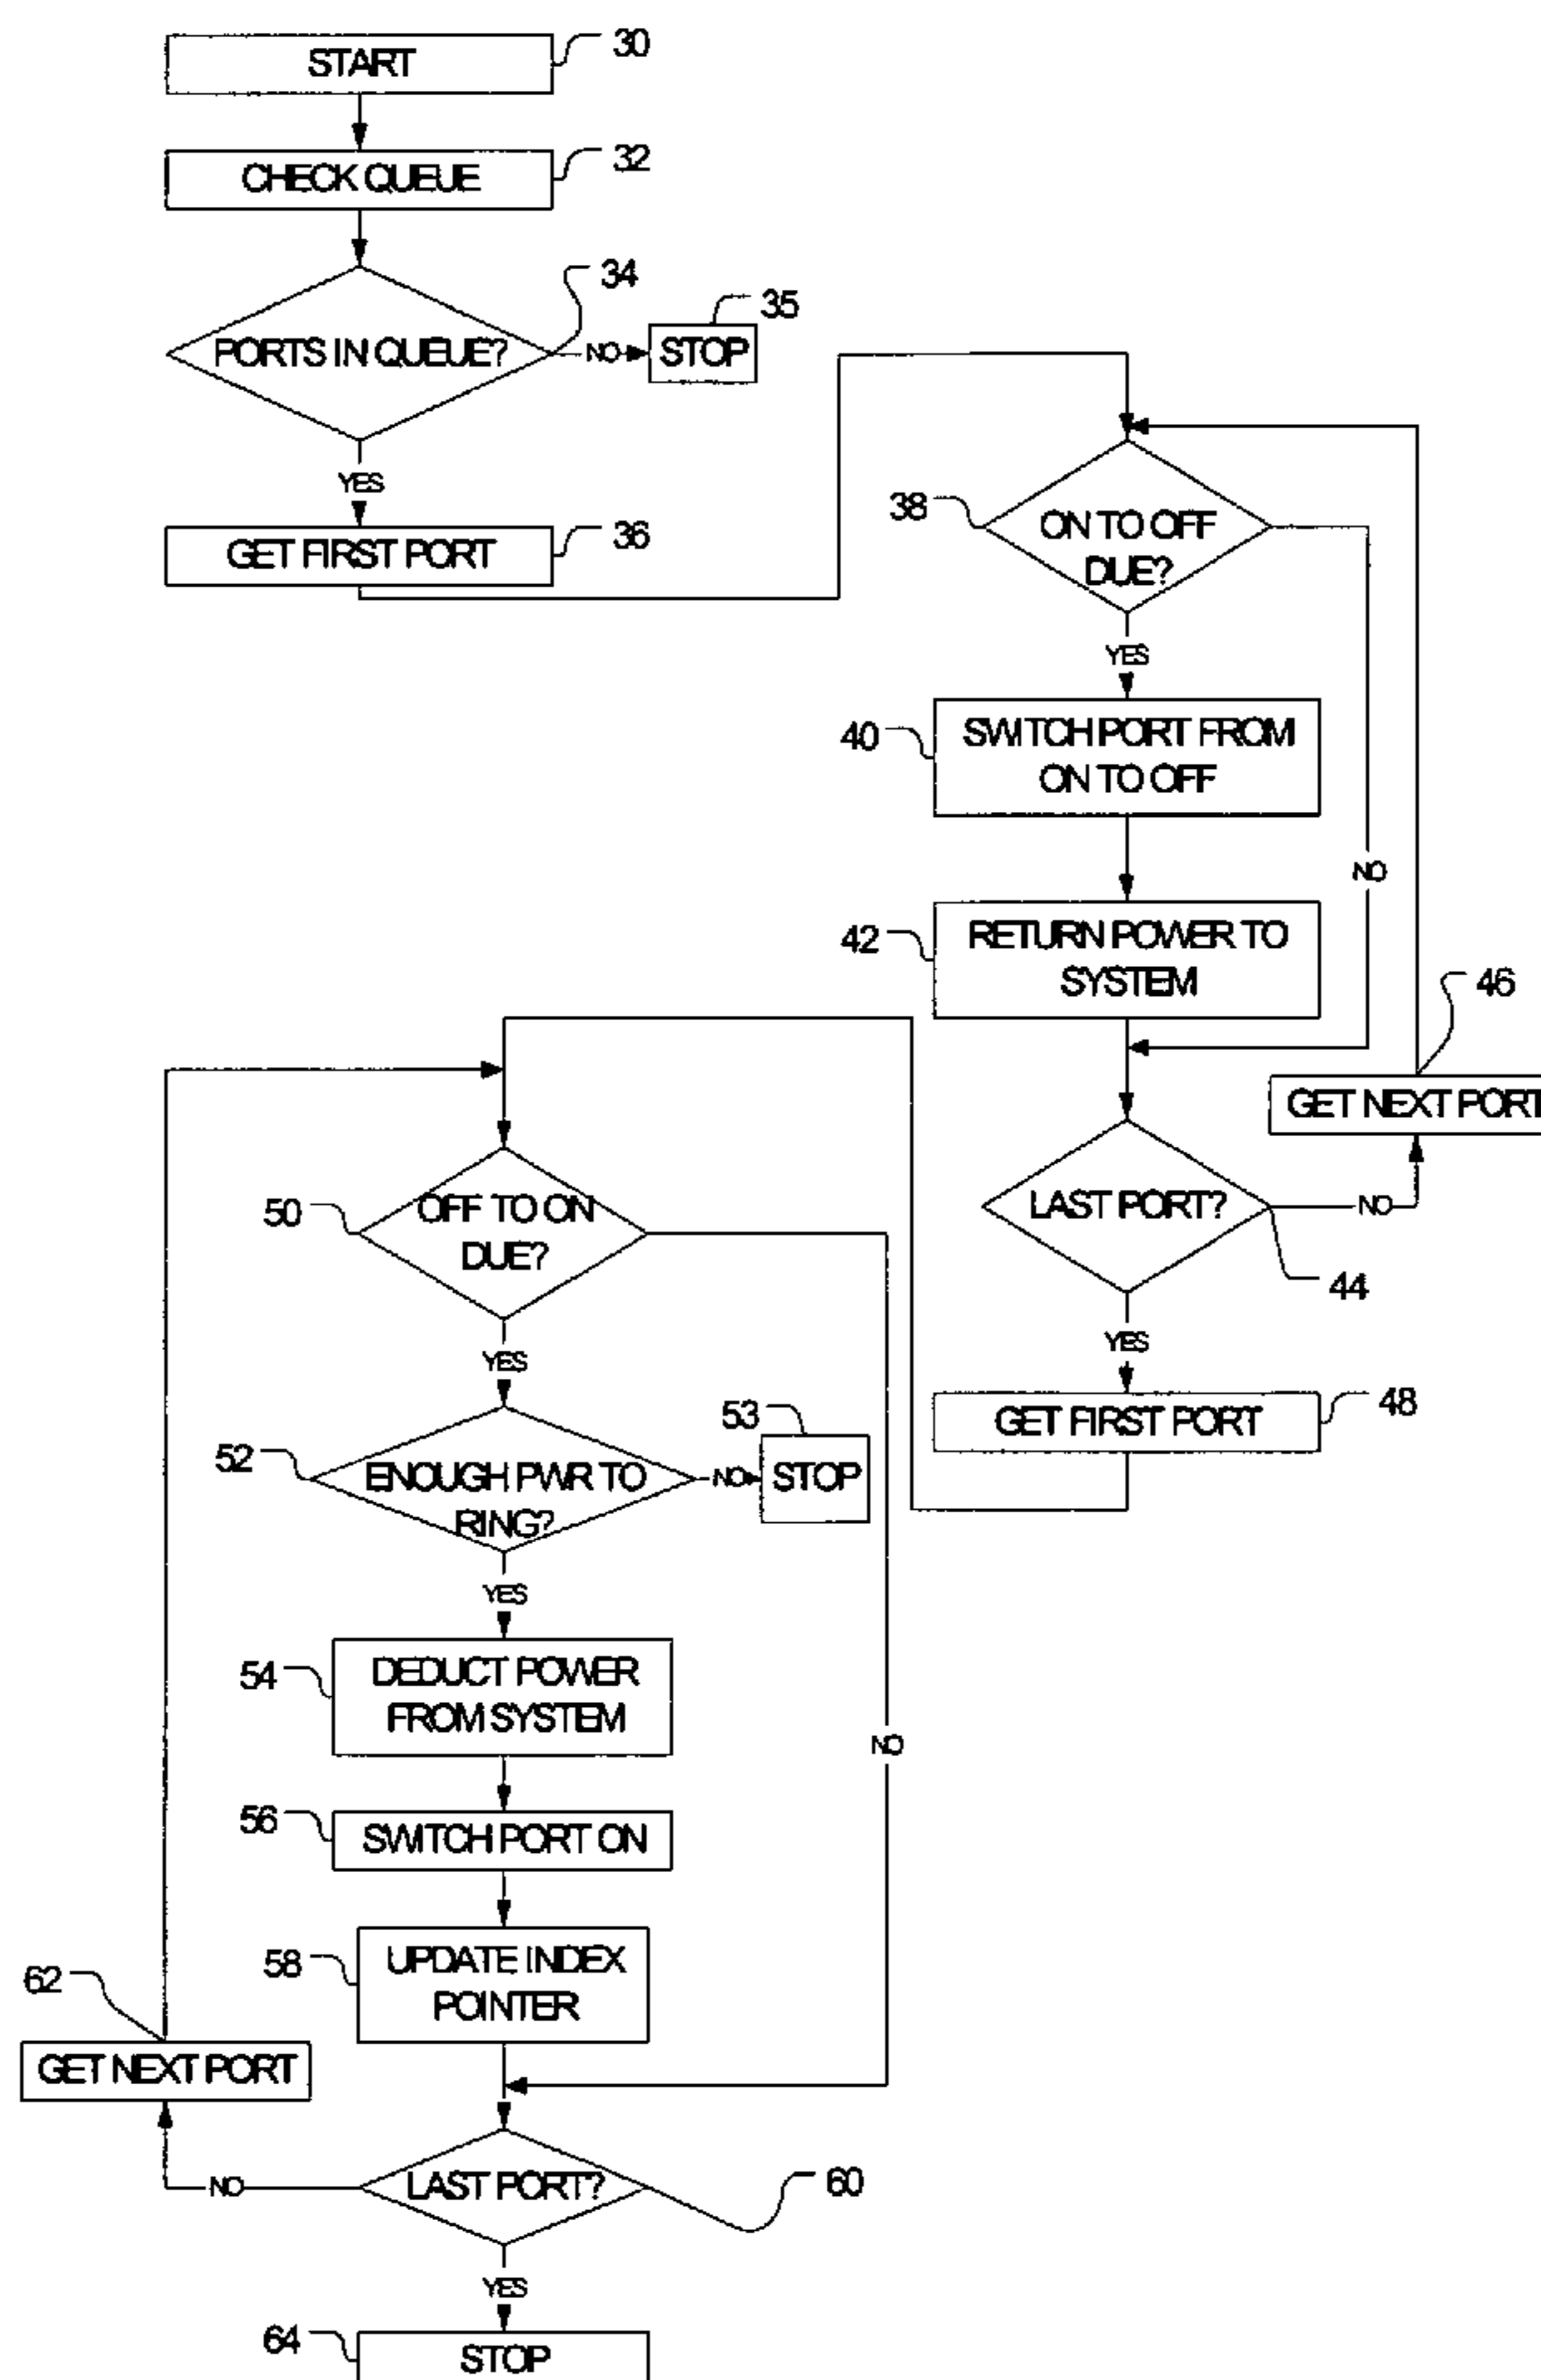 30
START
32
CHECK QUEUE
34
PORTS IN QUEUE?
NO
35
STOP
YES
36
GET FIRST PORT
38
ON TO OFF
DUE?
YES
NO
40
SWITCH PORT FROM
ON TO OFF
42
RETURN POWER TO
SYSTEM
46
GET NEXT PORT
LAST PORT?
NO
44
YES
48
GET FIRST PORT
50
OFF TO ON
DUE?
YES
NO
52
ENOUGH PWR TO
RING?
NO
53
STOP
YES
54
DEDUCT POWER
FROM SYSTEM
56
SWITCH PORT ON
58
UPDATE INDEX
POINTER
62
GET NEXT PORT
NO
LAST PORT?
60
YES
64
STOP